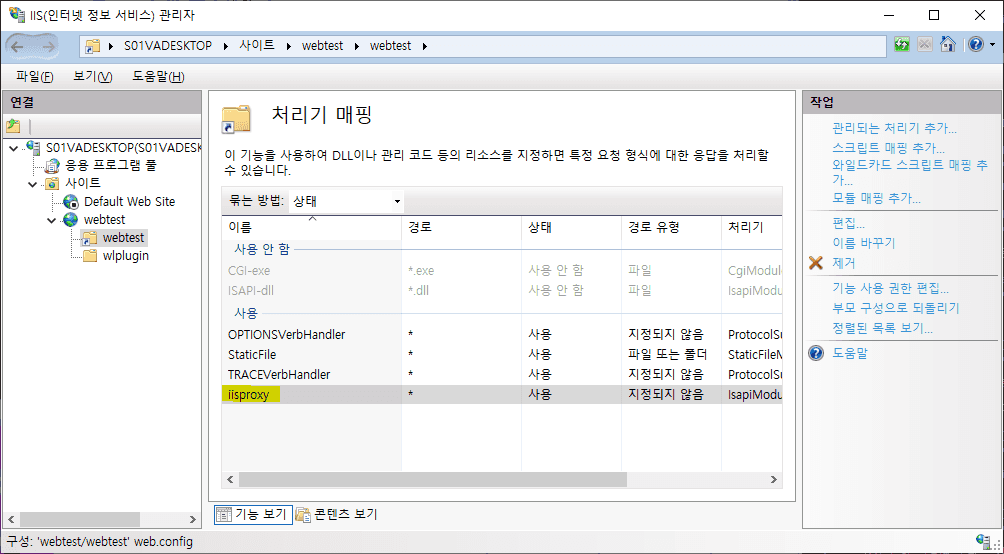 IIS(인터넷 정보 서비스) 관리자
S01VADESKTOP 사이트 webtest webtest
파일(F) 보기(V) 도움말(H)
연결
S01VADESKTOP(S01VADESK
응용 프로그램 풀
사이트
Default Web Site
webtest
webtest
wlplugin
처리기 매핑
이 기능을 사용하여 DLL이나 관리 코드 등의 리소스를 지정하면 특정 요청 형식에 대한 응답을 처리할
수 있습니다.
묶는 방법: 상태
이름 경로 상태 경로 유형 처리기
사용 안 함
CGI-exe *.exe 사용 안 함 파일 CgiModul
ISAPI-dll *.dll 사용 안 함 파일 IsapiModu
사용
OPTIONSVerbHandler * 사용 지정되지 않음 ProtocolSu
StaticFile * 사용 파일 또는 폴더 StaticFileM
TRACEVerbHandler * 사용 지정되지 않음 ProtocolSu
iisproxy * 사용 지정되지 않음 IsapiModu
기능 보기 콘텐츠 보기
작업
관리되는 처리기 추가...
스크립트 매핑 추가...
와일드카드 스크립트 매핑 추
가...
모듈 매핑 추가...
편집...
이름 바꾸기
제거
기능 사용 권한 편집...
부모 구성으로 되돌리기
정렬된 목록 보기...
도움말
구성: 'webtest/webtest' web.config